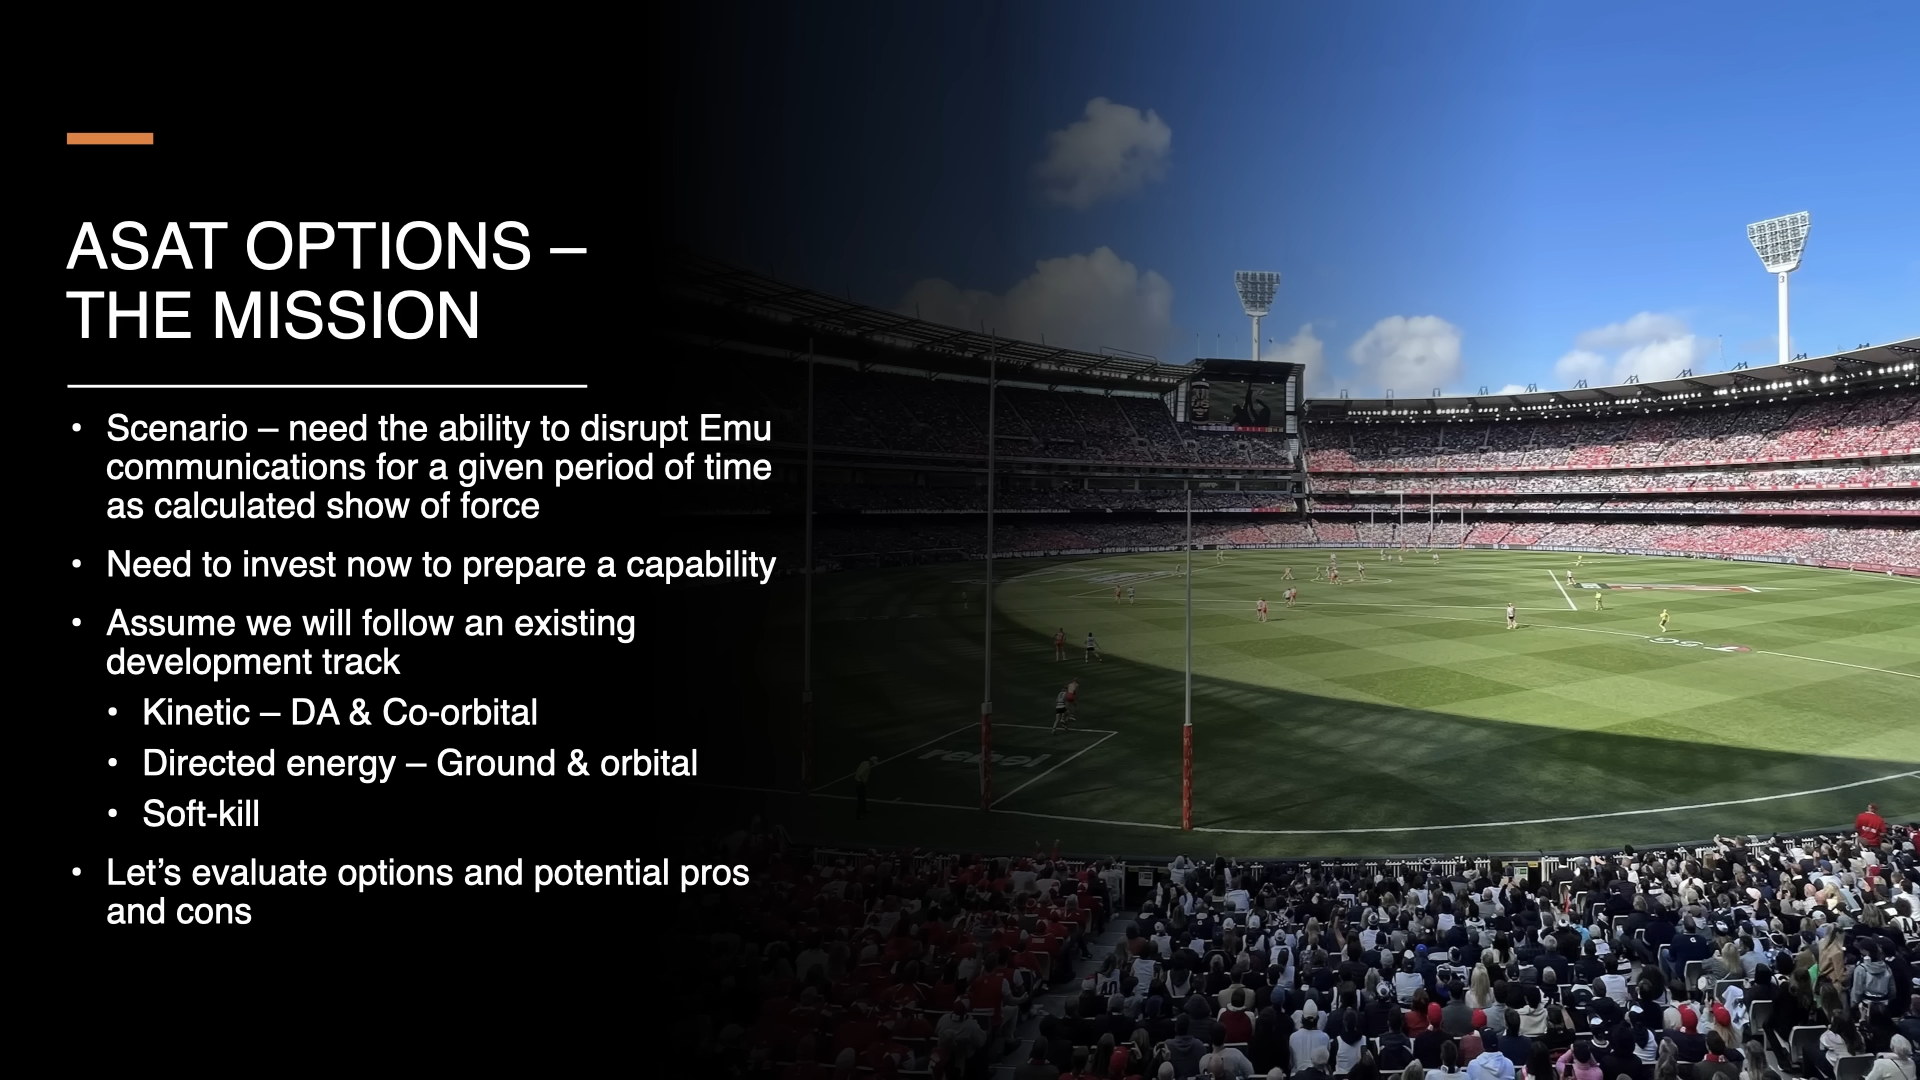 ASAT OPTIONS –
THE MISSION
• Scenario – need the ability to disrupt Emu
communications for a given period of time
as calculated show of force
• Need to invest now to prepare a capability
• Assume we will follow an existing
development track
• Kinetic – DA & Co-orbital
• Directed energy – Ground & orbital
• Soft-kill
• Let’s evaluate options and potential pros
and cons
rebel